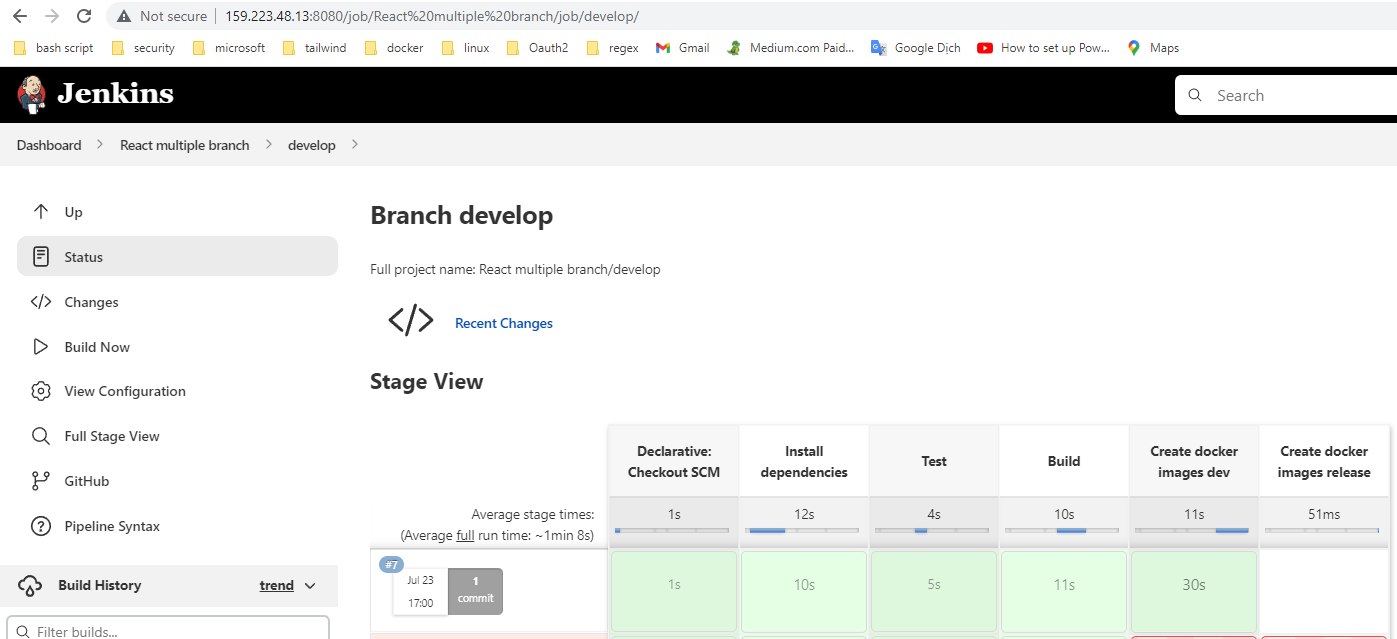 Not secure
159.223.48.13:8080/job/React%20multiple%20branch/job/develop/
bash script
security
microsoft
tailwind
docker
linux
Oauth2
regex
Gmail
Medium.com Paid...
Google Dịch
How to set up Pow...
Maps
Jenkins
Search
Dashboard
React multiple branch
develop
Up
Status
Changes
Build Now
View Configuration
Full Stage View
GitHub
Pipeline Syntax
Build History
trend
Filter builds...
Branch develop
Full project name: React multiple branch/develop
Recent Changes
Stage View
Declarative:
Checkout SCM
Install
dependencies
Test
Build
Create docker
images dev
Create docker
images release
Average stage times:
(Average full run time: ~1min 8s)
1s
12s
4s
10s
11s
51ms
#7
Jul 23
17:00
1
commit
1s
10s
5s
11s
30s